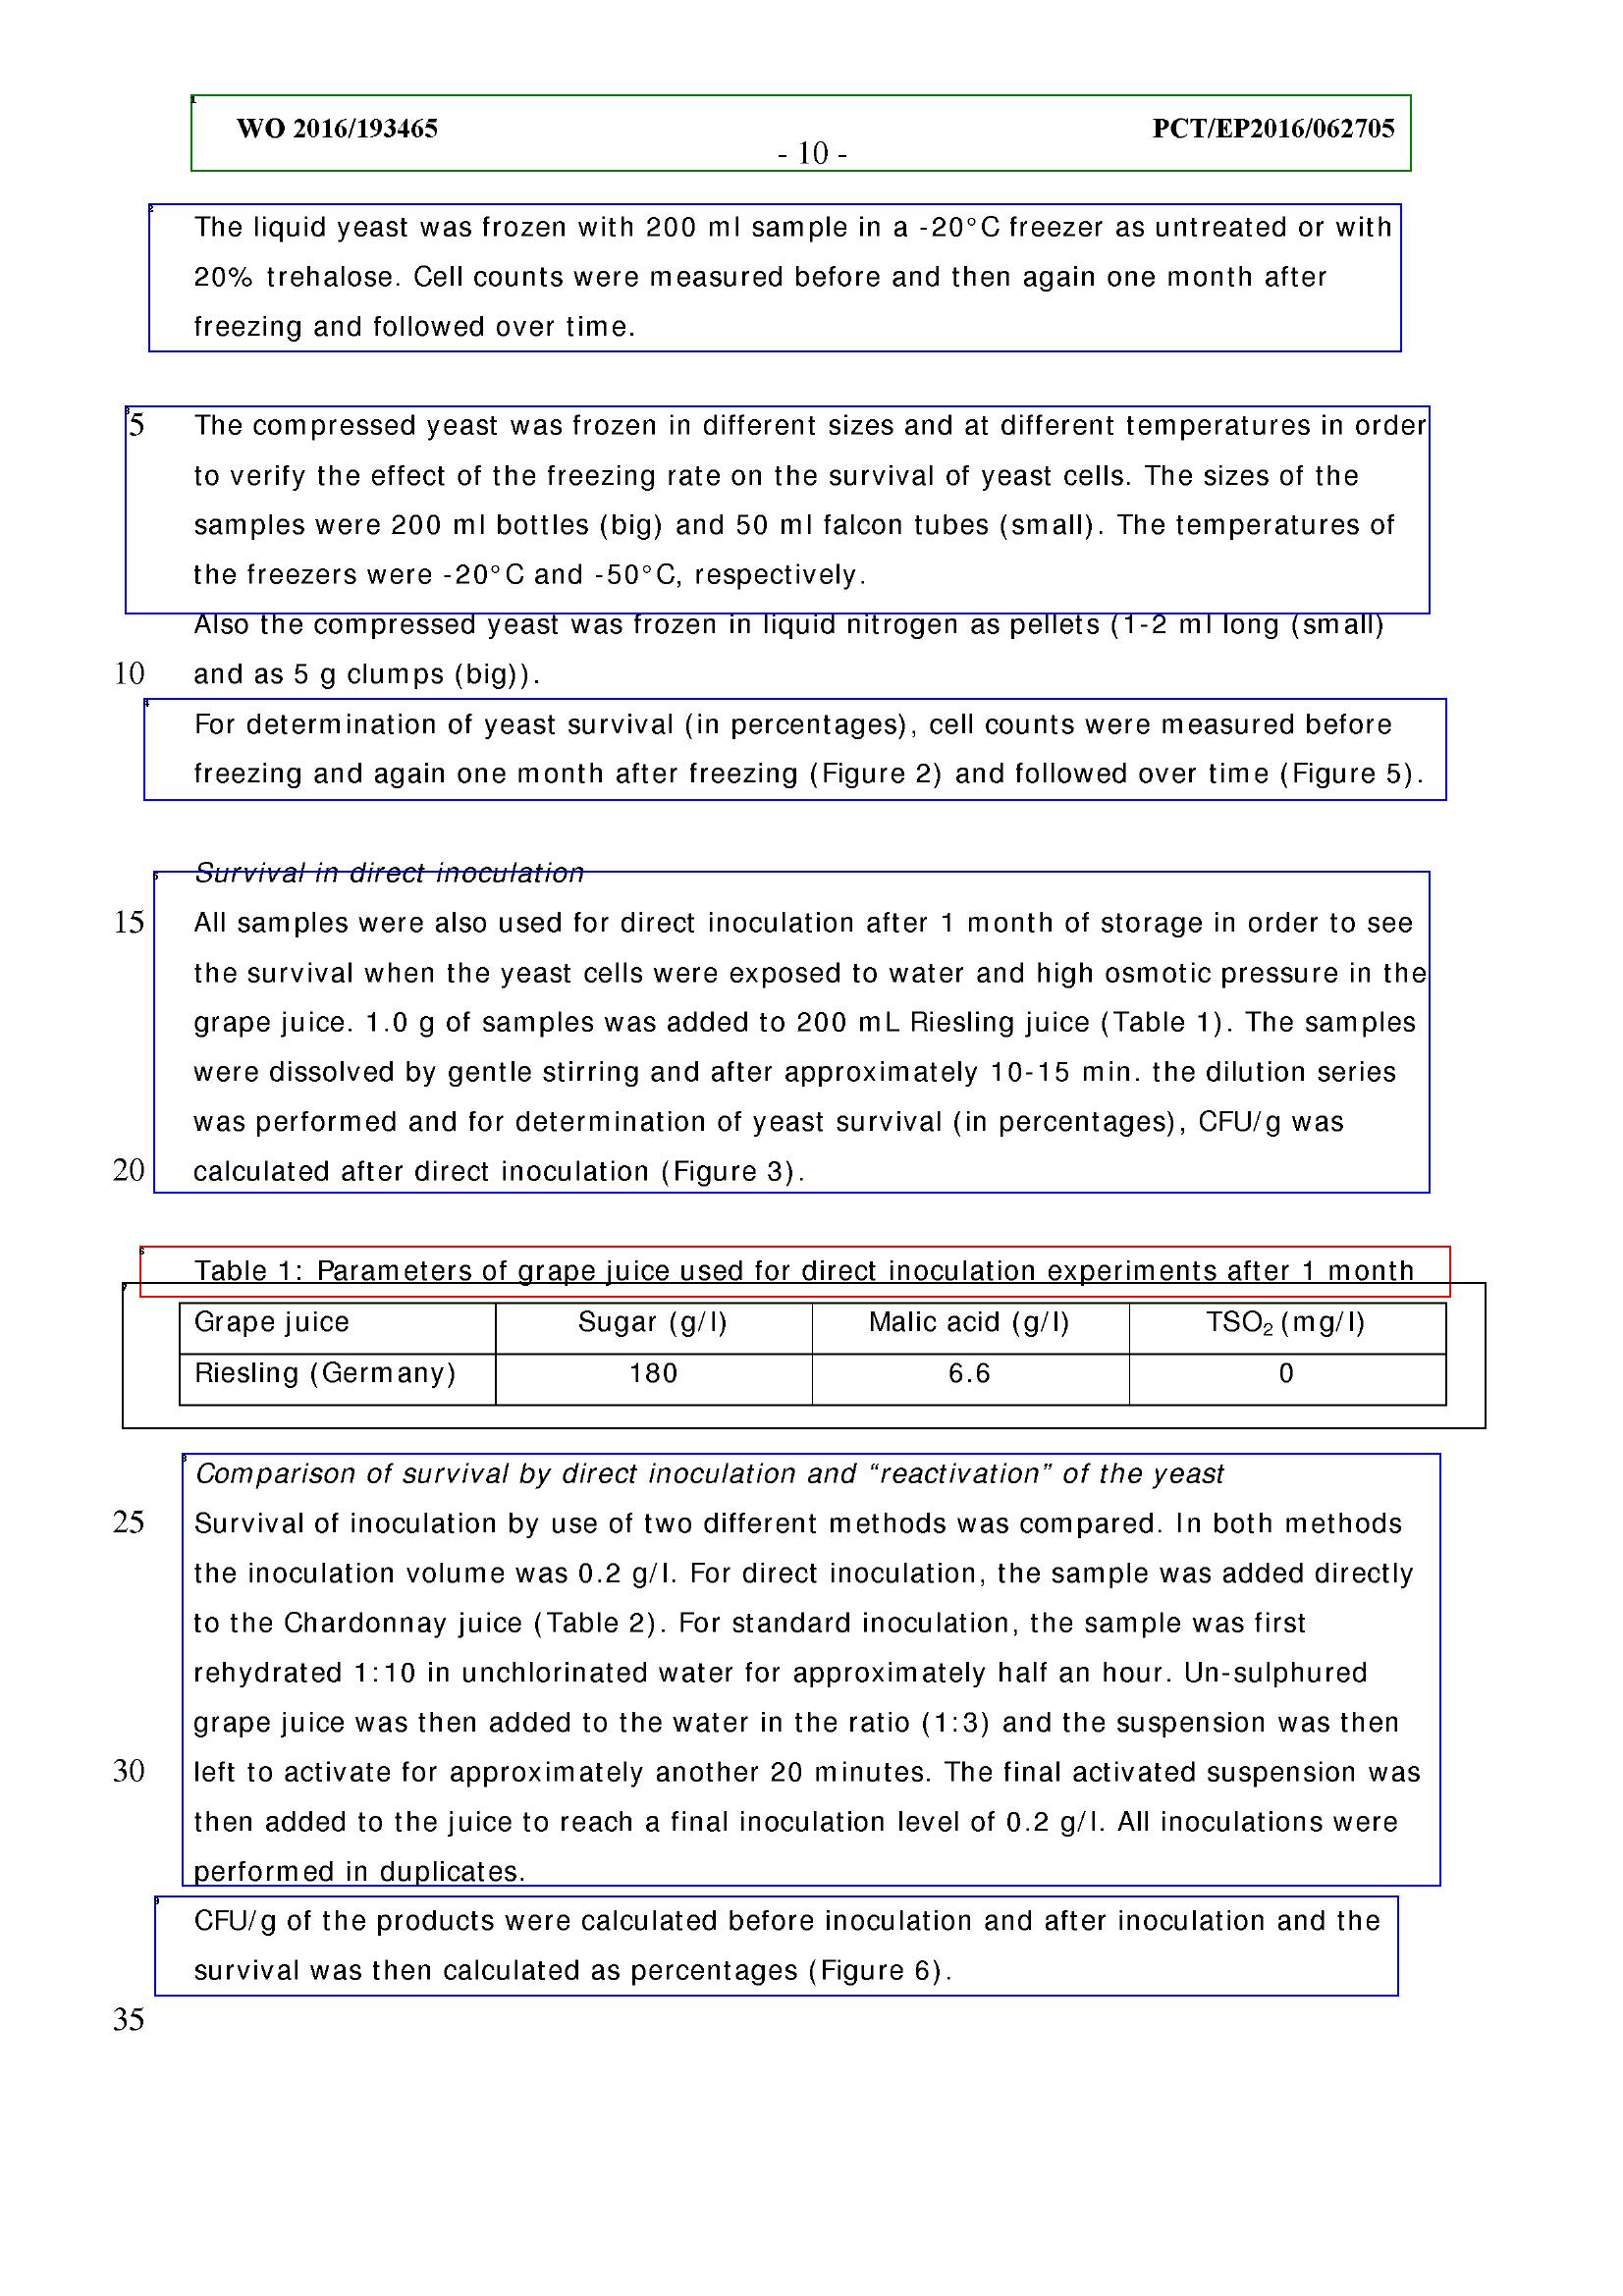 WO 2016/193465 PCT/EP2016/062705
- 10 -
The liquid yeast was frozen with 200 ml sample in a -20°C freezer as untreated or with
20% trehalose. Cell counts were measured before and then again one month after
freezing and followed over time.
5 The compressed yeast was frozen in different sizes and at different temperatures in order
to verify the effect of the freezing rate on the survival of yeast cells. The sizes of the
samples were 200 ml bottles (big) and 50 ml falcon tubes (small). The temperatures of
the freezers were -20°C and -50°C, respectively.
Also the compressed yeast was frozen in liquid nitrogen as pellets (1-2 ml long (small)
10 and as 5 g clumps (big)).
For determination of yeast survival (in percentages), cell counts were measured before
freezing and again one month after freezing (Figure 2) and followed over time (Figure 5).
Survival in direct inoculation
15 All samples were also used for direct inoculation after 1 month of storage in order to see
the survival when the yeast cells were exposed to water and high osmotic pressure in the
grape juice. 1.0 g of samples was added to 200 mL Riesling juice (Table 1). The samples
were dissolved by gentle stirring and after approximately 10-15 min. the dilution series
was performed and for determination of yeast survival (in percentages), CFU/g was
20 calculated after direct inoculation (Figure 3).
Table 1: Parameters of grape juice used for direct inoculation experiments after 1 month
Grape juice Sugar (g/l) Malic acid (g/l) TSO₂ (mg/l)
Riesling (Germany) 180 6.6 0
Comparison of survival by direct inoculation and “reactivation” of the yeast
25 Survival of inoculation by use of two different methods was compared. In both methods
the inoculation volume was 0.2 g/l. For direct inoculation, the sample was added directly
to the Chardonnay juice (Table 2). For standard inoculation, the sample was first
rehydrated 1:10 in unchlorinated water for approximately half an hour. Un-sulphured
grape juice was then added to the water in the ratio (1:3) and the suspension was then
30 left to activate for approximately another 20 minutes. The final activated suspension was
then added to the juice to reach a final inoculation level of 0.2 g/l. All inoculations were
performed in duplicates.
CFU/g of the products were calculated before inoculation and after inoculation and the
survival was then calculated as percentages (Figure 6).
35